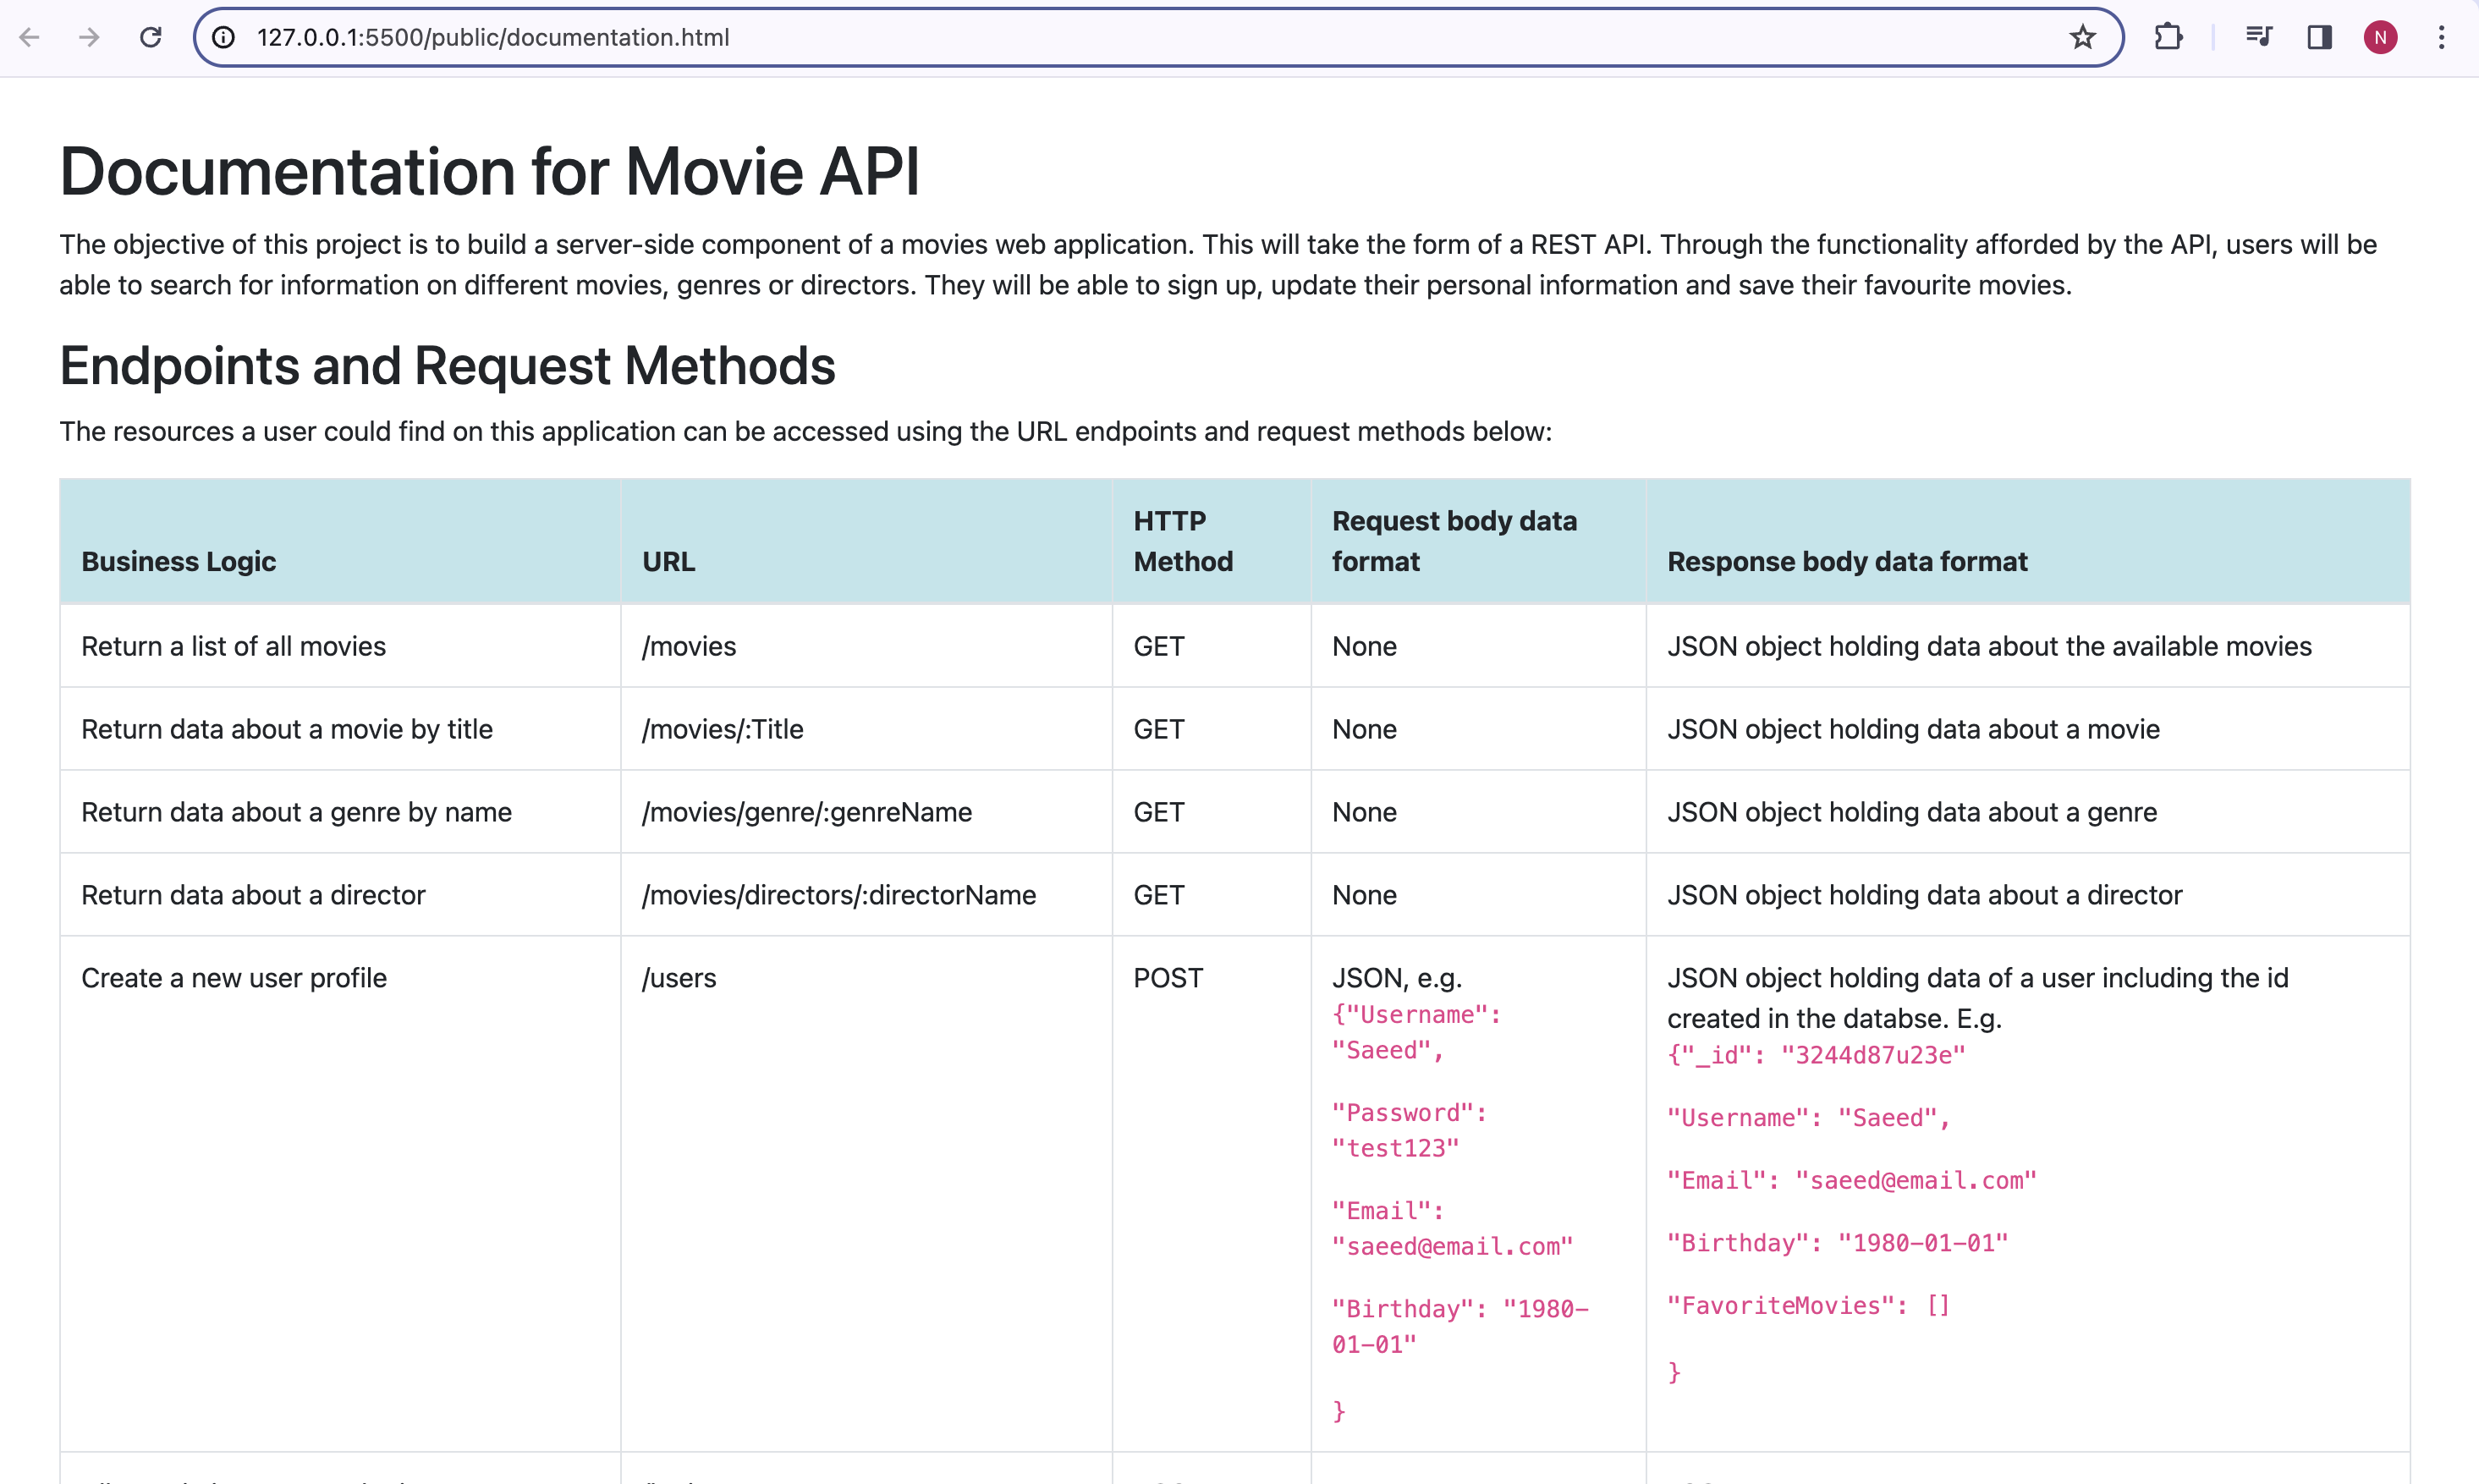 127.0.0.1:5500/public/documentation.html
N
Documentation for Movie API
The objective of this project is to build a server-side component of a movies web application. This will take the form of a REST API. Through the functionality afforded by the API, users will be
able to search for information on different movies, genres or directors. They will be able to sign up, update their personal information and save their favourite movies.
Endpoints and Request Methods
The resources a user could find on this application can be accessed using the URL endpoints and request methods below:
Business Logic
URL
HTTP
Method
Request body data
format
Response body data format
Return a list of all movies
/movies
GET
None
JSON object holding data about the available movies
Return data about a movie by title
/movies/:Title
GET
None
JSON object holding data about a movie
Return data about a genre by name
/movies/genre/:genreName
GET
None
JSON object holding data about a genre
Return data about a director
/movies/directors/:directorName
GET
None
JSON object holding data about a director
Create a new user profile
/users
POST
JSON, e.g.
{"Username":
"Saeed",
"Password":
"test123"
"Email":
"saeed@email.com"
"Birthday": "1980-
01-01"
}
JSON object holding data of a user including the id
created in the databse. E.g.
{"_id": "3244d87u23e"
"Username": "Saeed",
"Email": "saeed@email.com"
"Birthday": "1980-01-01"
"FavoriteMovies": []
}